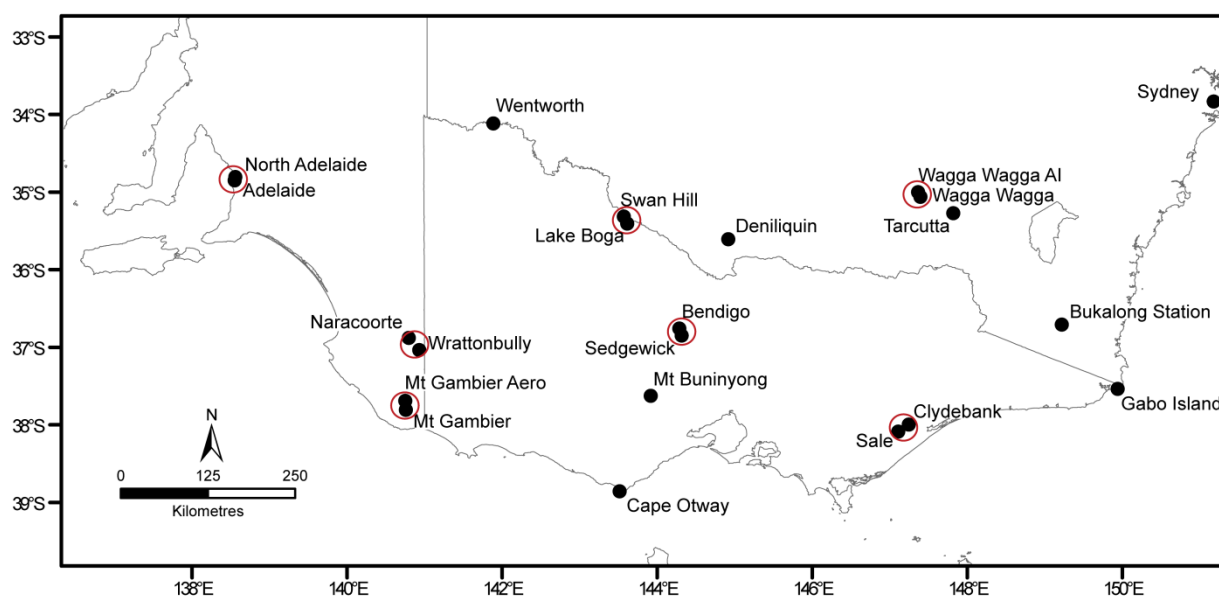 33°S
34°S
35°S
36°S
37°S
38°S
39°S
Wentworth
Sydney
North Adelaide
Adelaide
Swan Hill
Lake Boga
Deniliquin
Wagga Wagga AI
Wagga Wagga
Tarcutta
Naracoorte
Wrattonbully
Mt Gambier Aero
Mt Gambier
Bendigo
Sedgewick
Mt Buninyong
Bukalong Station
Gabo Island
Clydebank
Sale
Cape Otway
N
0 125 250
Kilometres
138°E 140°E 142°E 144°E 146°E 148°E 150°E